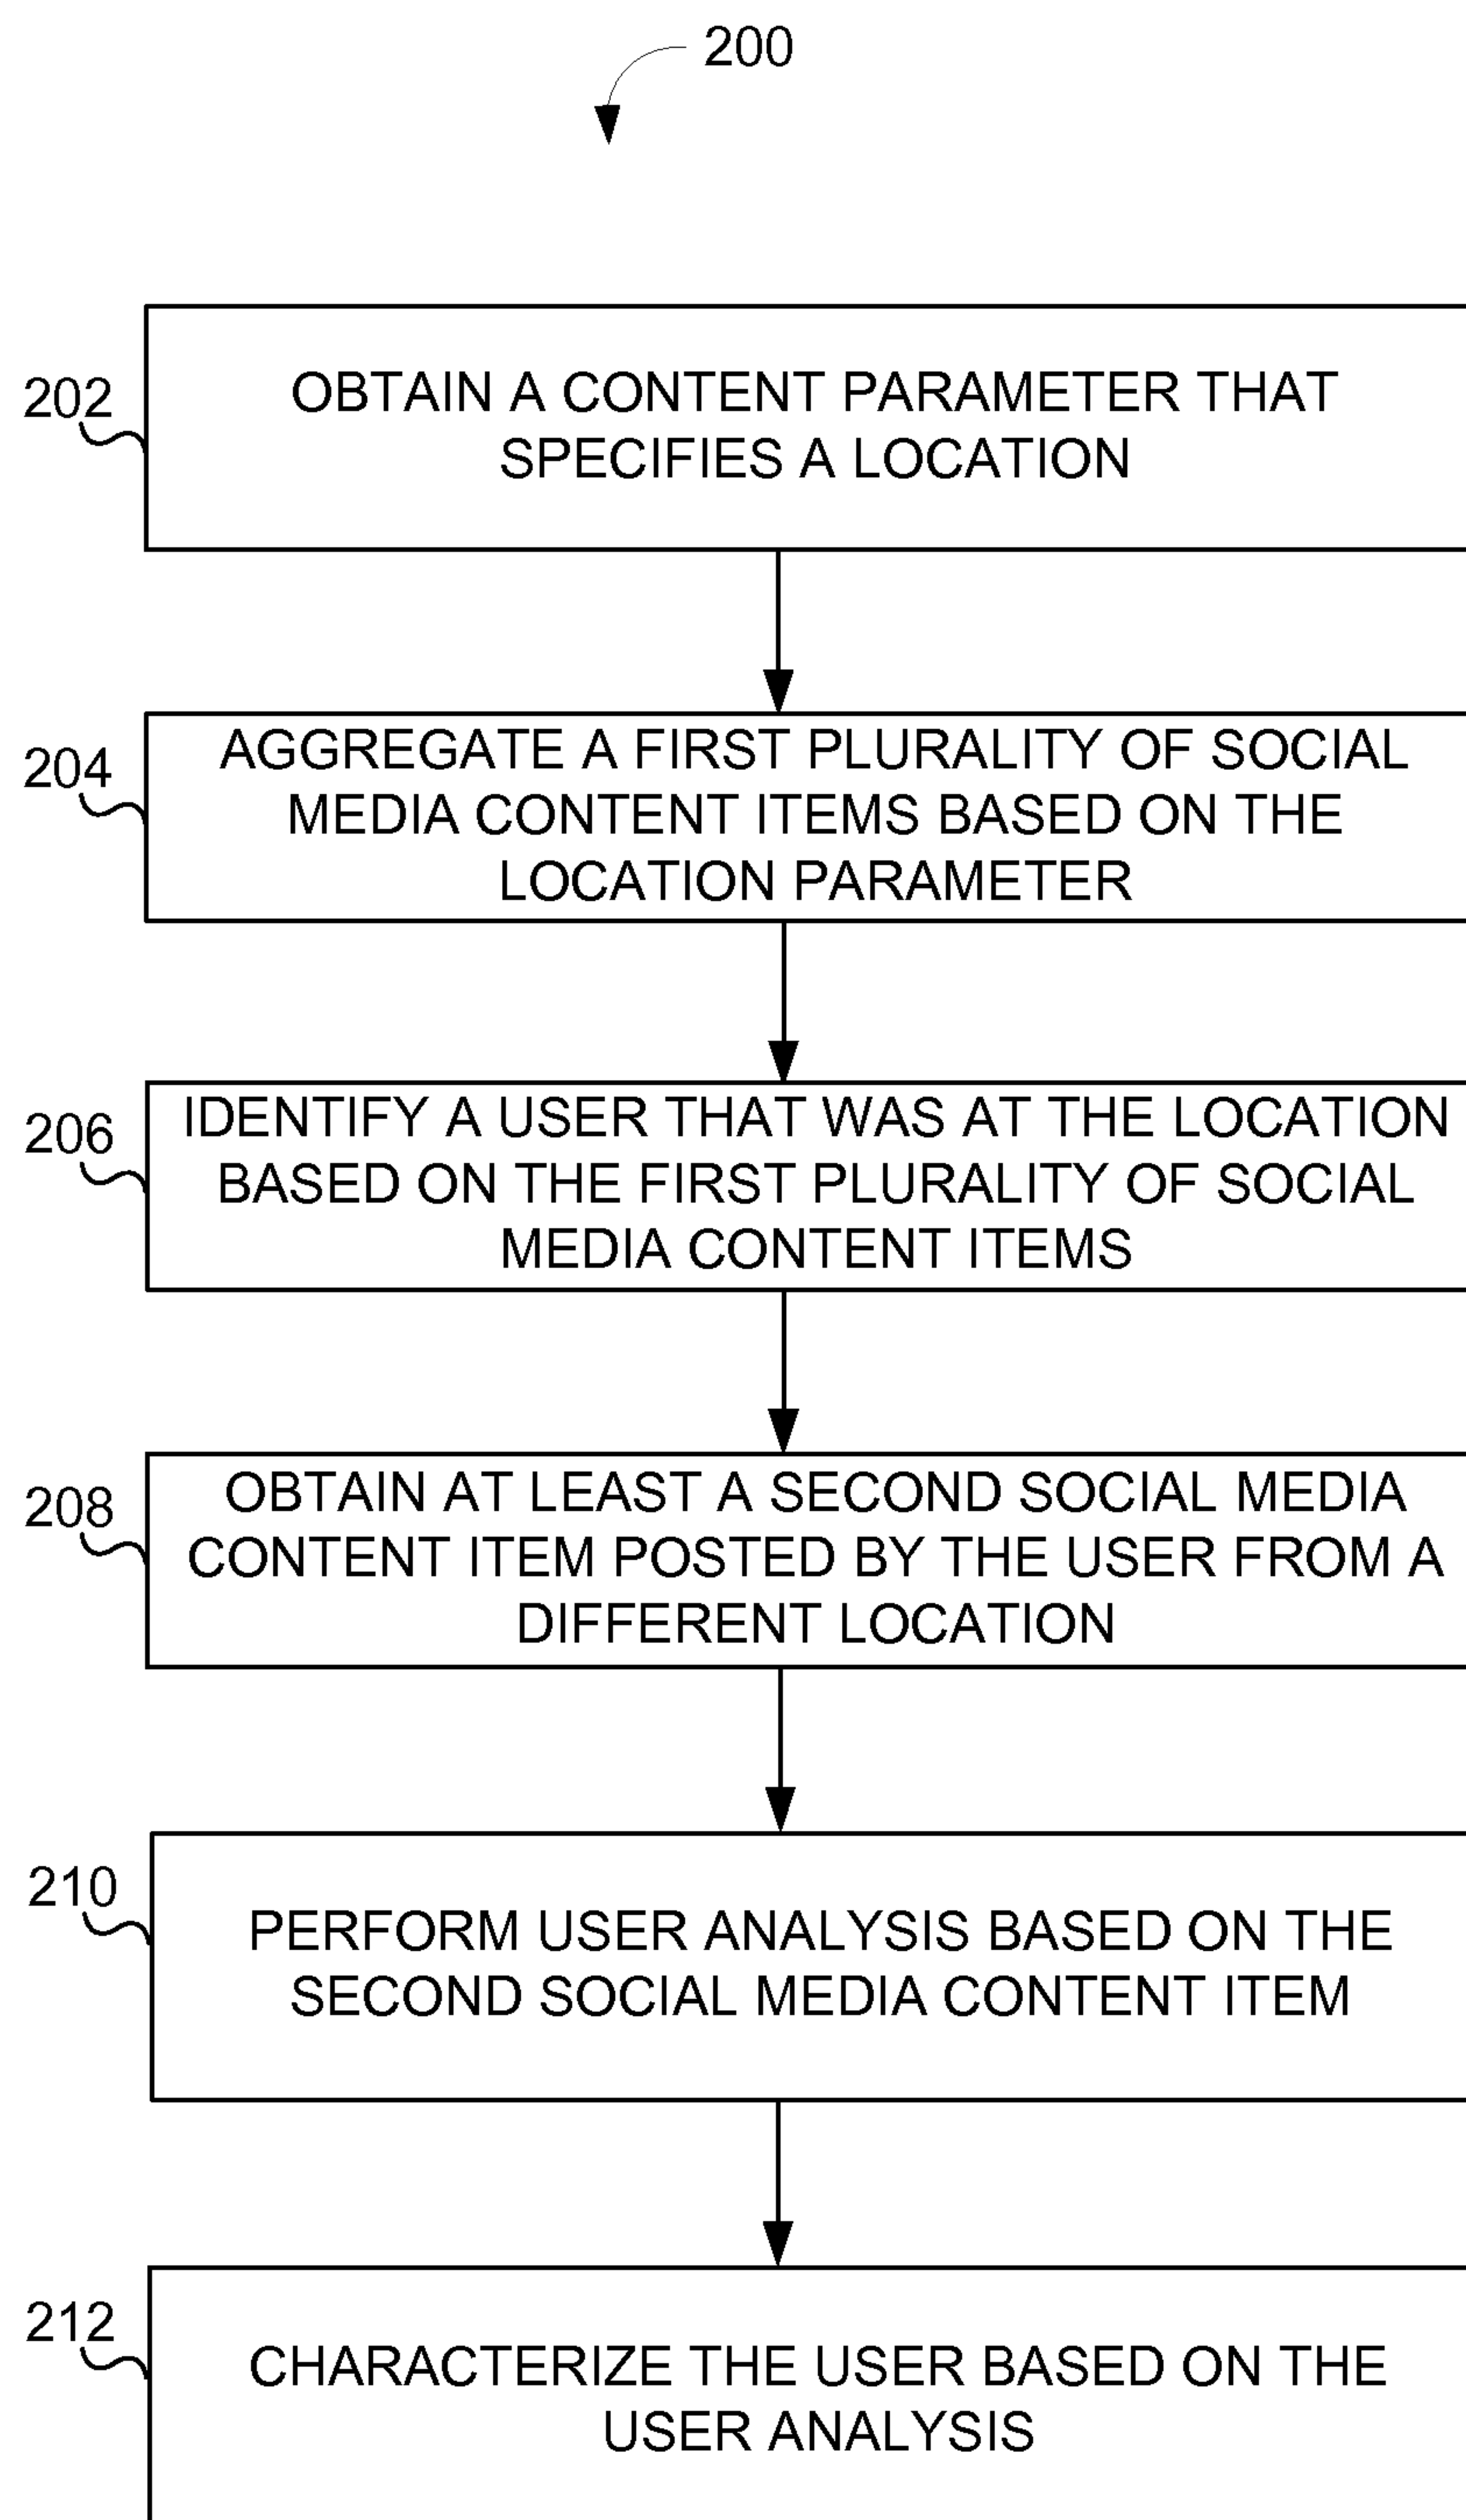 200
202
OBTAIN A CONTENT PARAMETER THAT
SPECIFIES A LOCATION
204
AGGREGATE A FIRST PLURALITY OF SOCIAL
MEDIA CONTENT ITEMS BASED ON THE
LOCATION PARAMETER
206
IDENTIFY A USER THAT WAS AT THE LOCATION
BASED ON THE FIRST PLURALITY OF SOCIAL
MEDIA CONTENT ITEMS
208
OBTAIN AT LEAST A SECOND SOCIAL MEDIA
CONTENT ITEM POSTED BY THE USER FROM A
DIFFERENT LOCATION
210
PERFORM USER ANALYSIS BASED ON THE
SECOND SOCIAL MEDIA CONTENT ITEM
212
CHARACTERIZE THE USER BASED ON THE
USER ANALYSIS